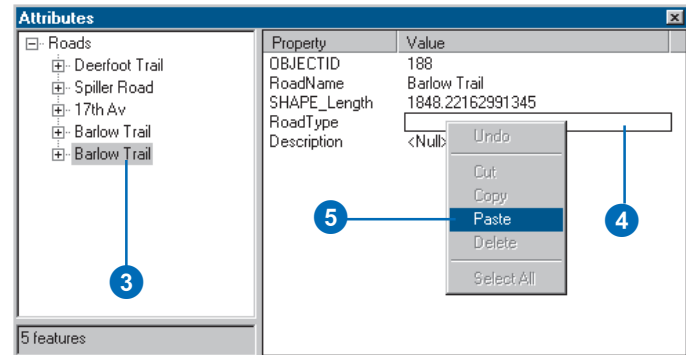 Attributes
Roads
Deerfoot Trail
Spiller Road
17th Av
Barlow Trail
Barlow Trail
3
5 features
Property Value
OBJECTID 188
RoadName Barlow Trail
SHAPE_Length 1848.22162991345
RoadType
Description <Null>
Undo
Cut
Copy
Paste
Delete
Select All
5
4